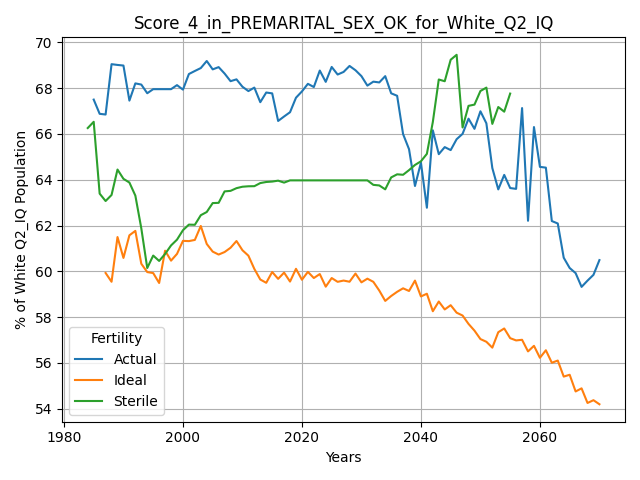 Score_4_in_PREMARITAL_SEX_OK_for_White_Q2_IQ
% of White Q2_IQ Population
70
68
66
64
62
60
58
56
54
Fertility
Actual
Ideal
Sterile
1980
2000
2020
2040
2060
Years